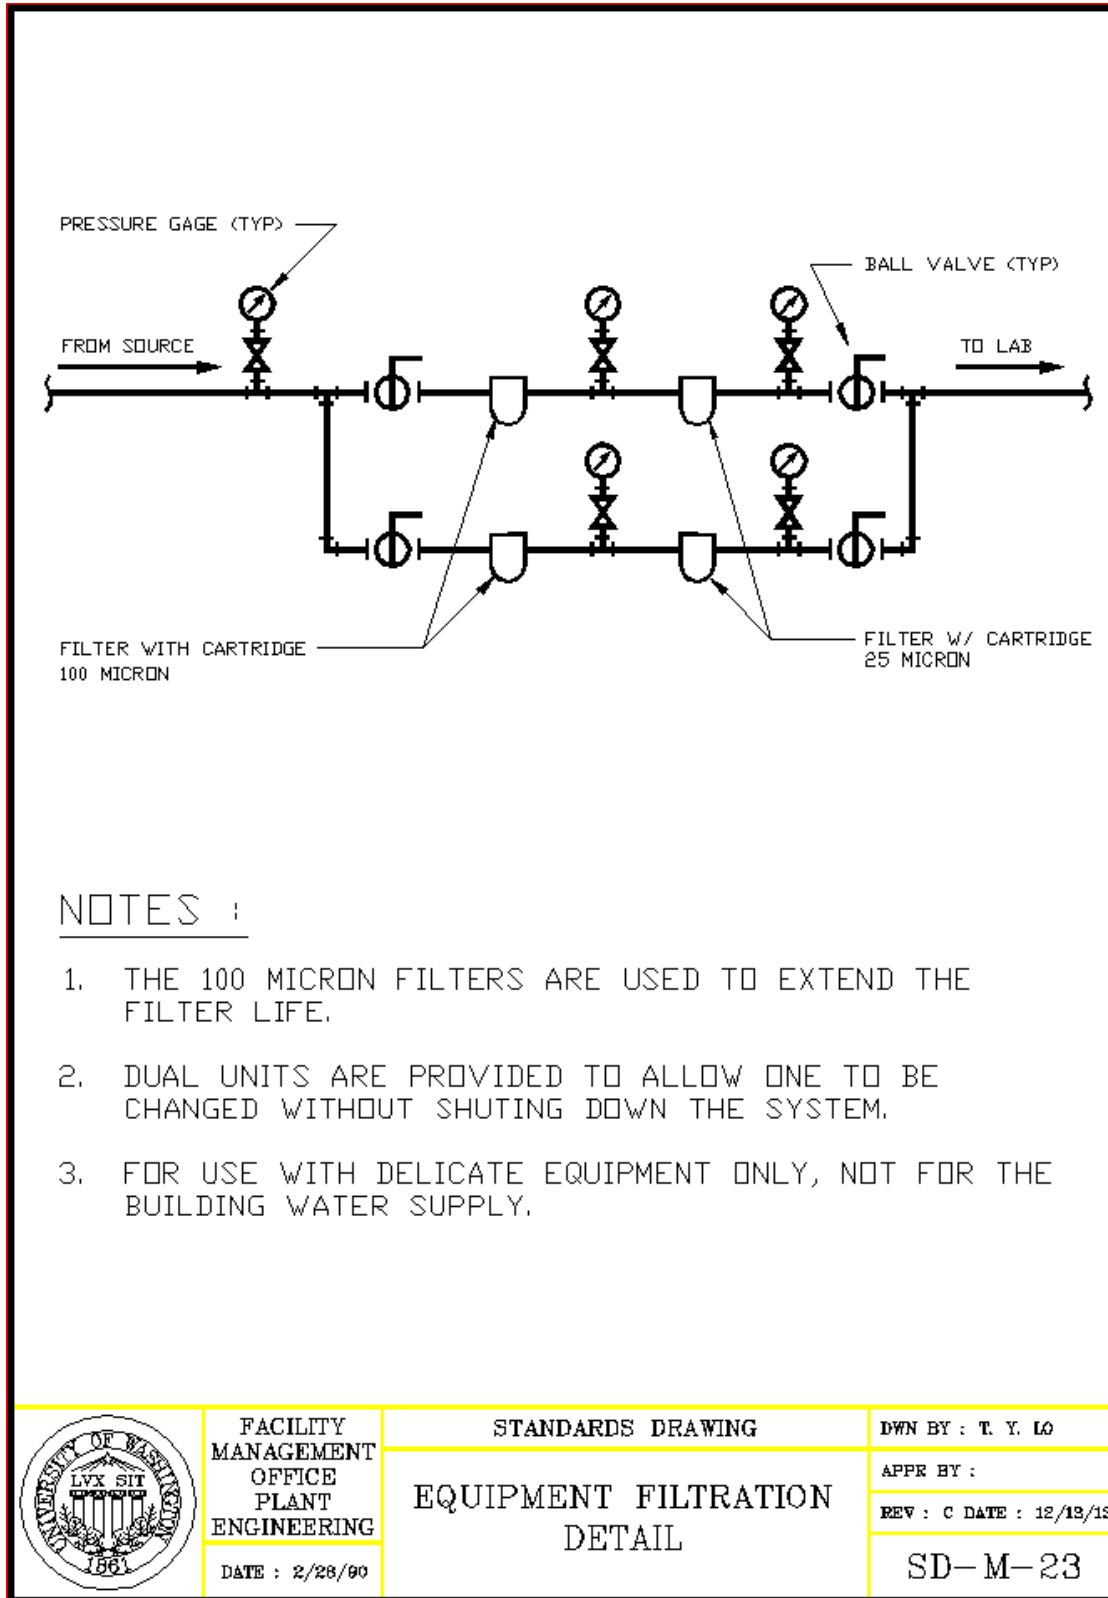 PRESSURE GAGE (TYP)
BALL VALVE (TYP)
FROM SOURCE
TO LAB
FILTER WITH CARTRIDGE
100 MICRON
FILTER W/ CARTRIDGE
25 MICRON
NOTES :
1. THE 100 MICRON FILTERS ARE USED TO EXTEND THE
FILTER LIFE.
2. DUAL UNITS ARE PROVIDED TO ALLOW ONE TO BE
CHANGED WITHOUT SHUTING DOWN THE SYSTEM.
3. FOR USE WITH DELICATE EQUIPMENT ONLY, NOT FOR THE
BUILDING WATER SUPPLY.
UNIVERSITY OF WASHINGTON
LVX SIT
1861
FACILITY
MANAGEMENT
OFFICE
PLANT
ENGINEERING
DATE : 2/28/90
STANDARDS DRAWING
EQUIPMENT FILTRATION
DETAIL
DWN BY : T. Y. LO
APPR BY :
REV : C DATE : 12/13/15
SD-M-23